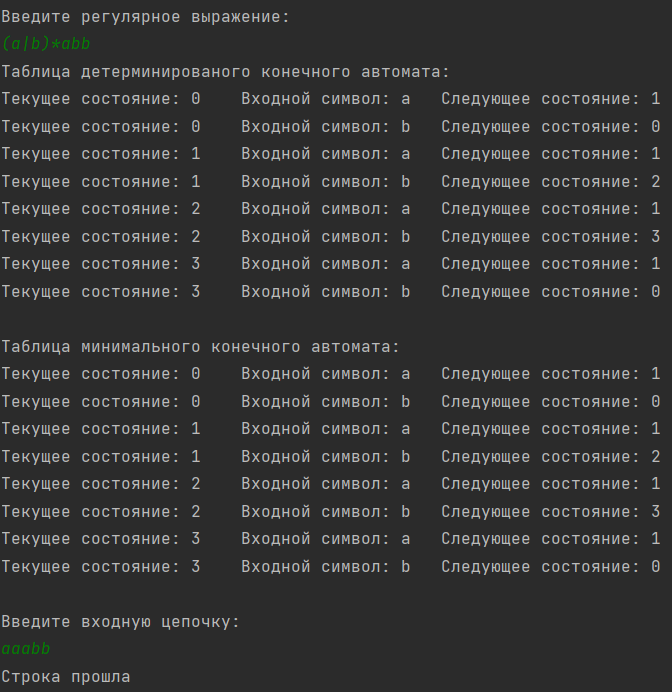 Введите регулярное выражение:
(a|b)*abb
Таблица детерминированого конечного автомата:
Текущее состояние: 0    Входной символ: a   Следующее состояние: 1
Текущее состояние: 0    Входной символ: b   Следующее состояние: 0
Текущее состояние: 1    Входной символ: a   Следующее состояние: 1
Текущее состояние: 1    Входной символ: b   Следующее состояние: 2
Текущее состояние: 2    Входной символ: a   Следующее состояние: 1
Текущее состояние: 2    Входной символ: b   Следующее состояние: 3
Текущее состояние: 3    Входной символ: a   Следующее состояние: 1
Текущее состояние: 3    Входной символ: b   Следующее состояние: 0
Таблица минимального конечного автомата:
Текущее состояние: 0    Входной символ: a   Следующее состояние: 1
Текущее состояние: 0    Входной символ: b   Следующее состояние: 0
Текущее состояние: 1    Входной символ: a   Следующее состояние: 1
Текущее состояние: 1    Входной символ: b   Следующее состояние: 2
Текущее состояние: 2    Входной символ: a   Следующее состояние: 1
Текущее состояние: 2    Входной символ: b   Следующее состояние: 3
Текущее состояние: 3    Входной символ: a   Следующее состояние: 1
Текущее состояние: 3    Входной символ: b   Следующее состояние: 0
Введите входную цепочку:
aaabb
Строка прошла